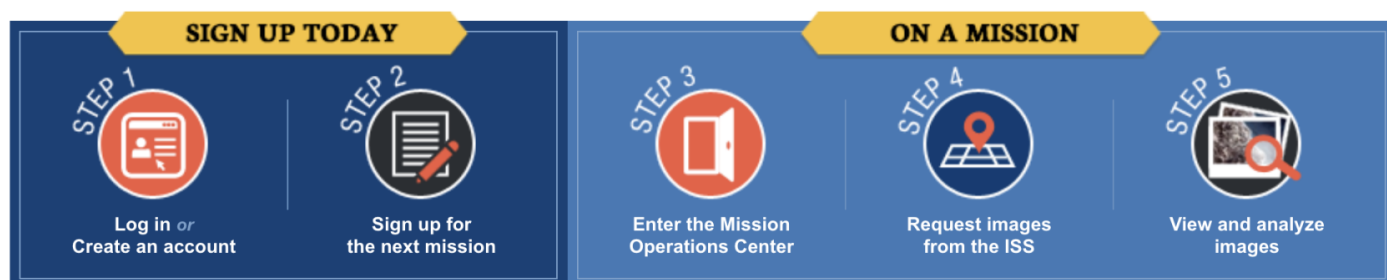 SIGN UP TODAY
STEP 1
Log in or
Create an account
STEP 2
Sign up for
the next mission
ON A MISSION
STEP 3
Enter the Mission
Operations Center
STEP 4
Request images
from the ISS
STEP 5
View and analyze
images